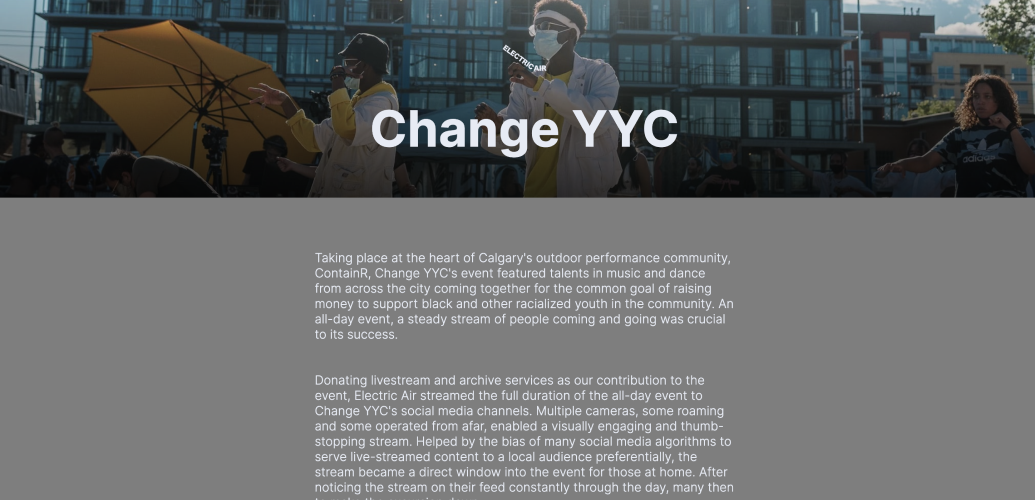 ELECTRIC AIR
Change YYC
Taking place at the heart of Calgary's outdoor performance community,
ContainR, Change YYC's event featured talents in music and dance
from across the city coming together for the common goal of raising
money to support black and other racialized youth in the community. An
all-day event, a steady stream of people coming and going was crucial
to its success.
Donating livestream and archive services as our contribution to the
event, Electric Air streamed the full duration of the all-day event to
Change YYC's social media channels. Multiple cameras, some roaming
and some operated from afar, enabled a visually engaging and thumb-
stopping stream. Helped by the bias of many social media algorithms to
serve live-streamed content to a local audience preferentially, the
stream became a direct window into the event for those at home. After
noticing the stream on their feed constantly through the day, many then